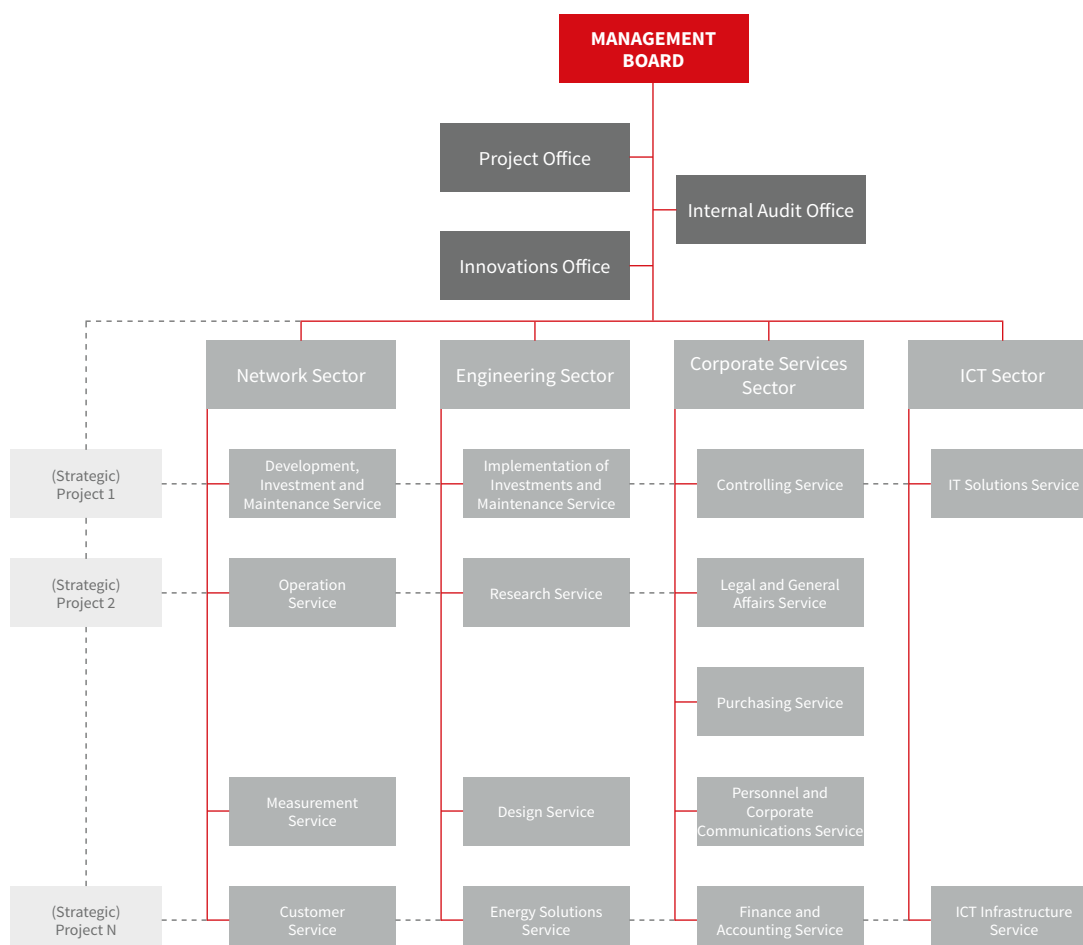 MANAGEMENT
BOARD
Project Office
Internal Audit Office
Innovations Office
Network Sector
Engineering Sector
Corporate Services
Sector
ICT Sector
(Strategic)
Project 1
Development,
Investment and
Maintenance Service
Implementation of
Investments and
Maintenance Service
Controlling Service
IT Solutions Service
(Strategic)
Project 2
Operation
Service
Research Service
Legal and General
Affairs Service
Purchasing Service
Measurement
Service
Design Service
Personnel and
Corporate
Communications Service
(Strategic)
Project N
Customer
Service
Energy Solutions
Service
Finance and
Accounting Service
ICT Infrastructure
Service